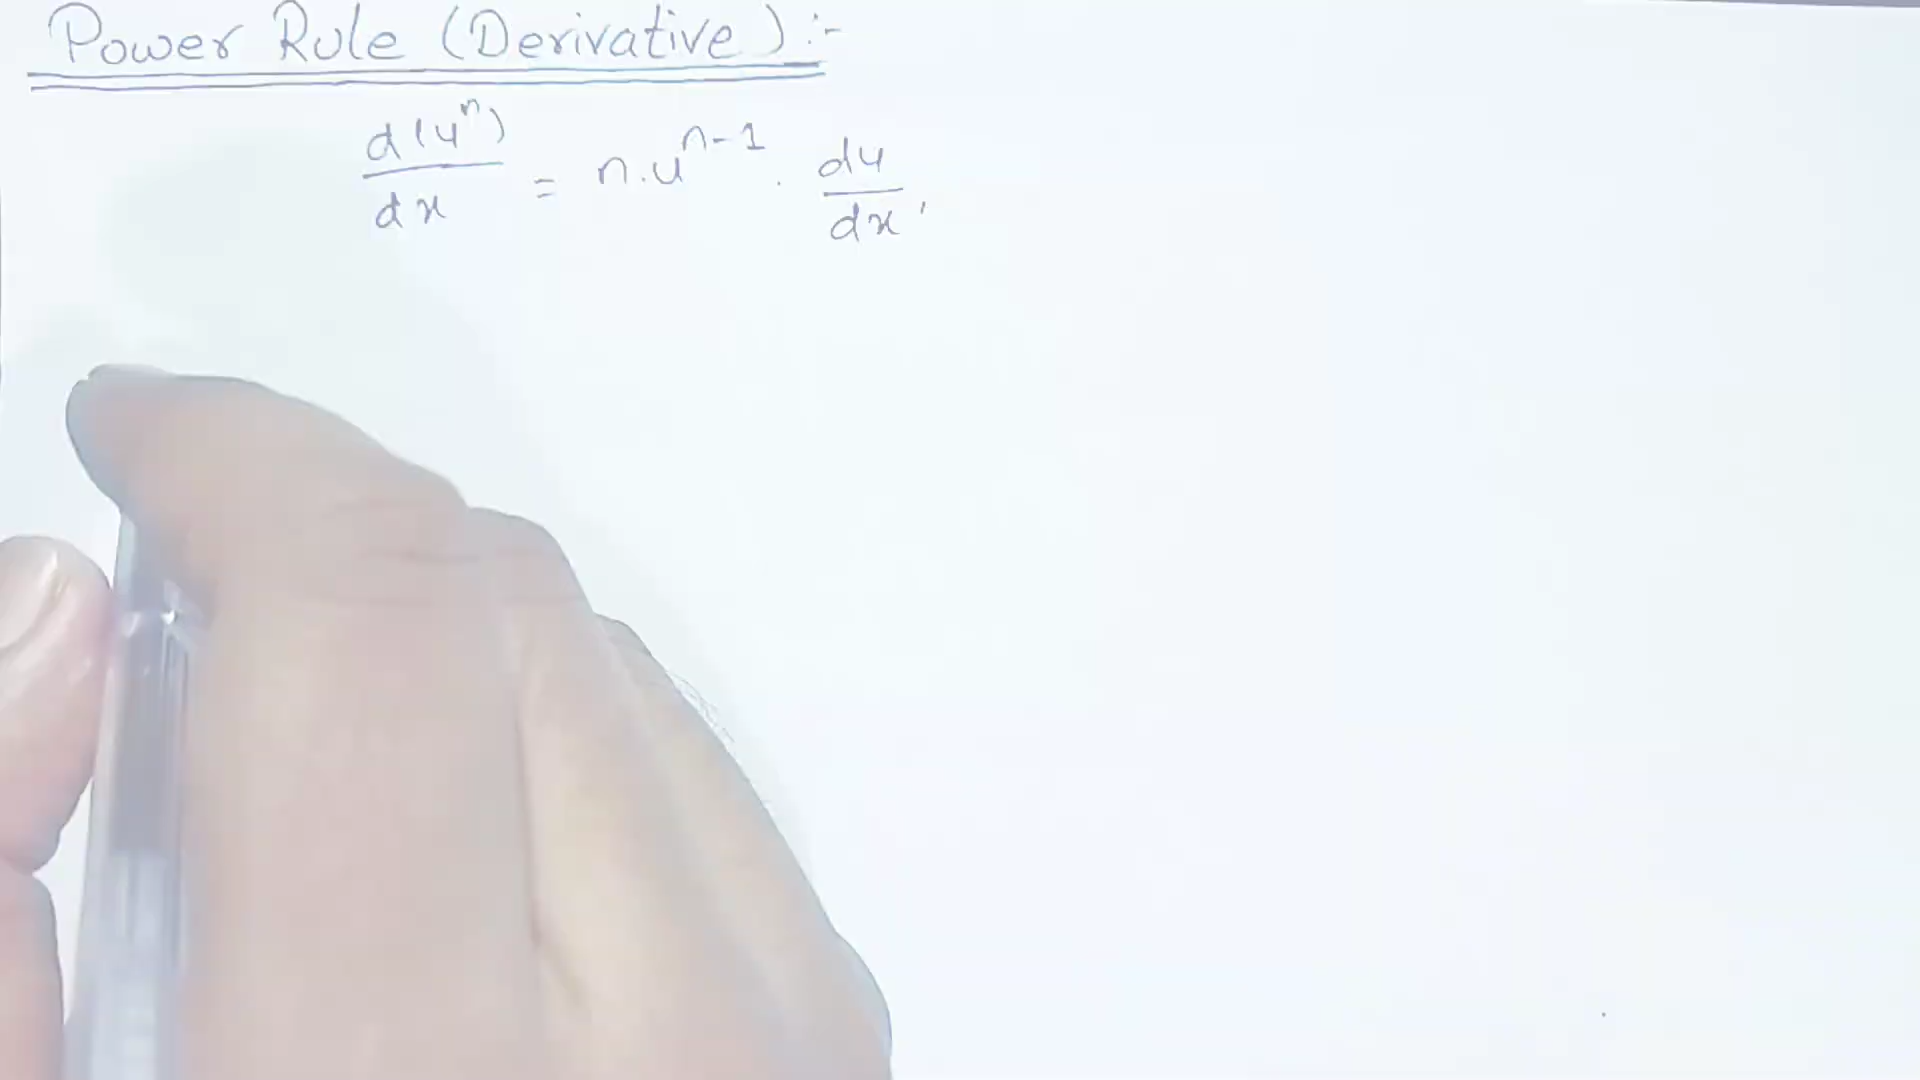 Power Rule (Derivative) :-
d(u^n)/dx = n.u^(n-1) . du/dx,